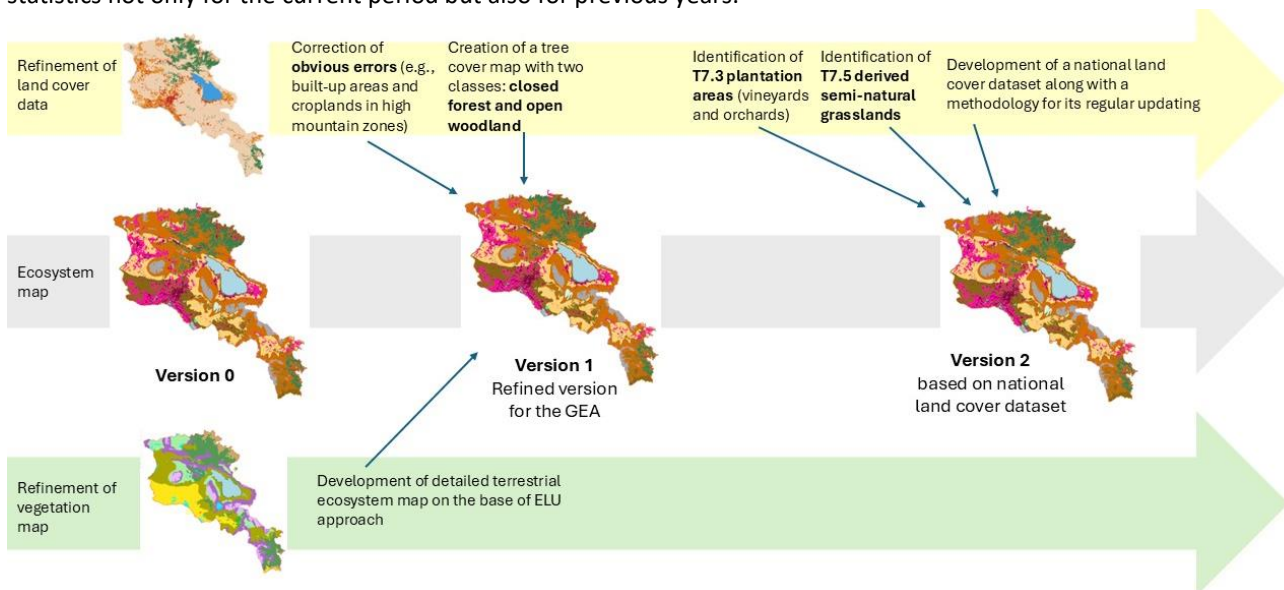 statistics not only for the current period but also for previous years.
Refinement of
land cover
data
Correction of
obvious errors (e.g.,
built-up areas and
croplands in high
mountain zones)
Creation of a tree
cover map with two
classes: closed
forest and open
woodland
Identification of
T7.3 plantation
areas (vineyards
and orchards)
Identification of
T7.5 derived
semi-natural
grasslands
Development of a national land
cover dataset along with a
methodology for its regular updating
Ecosystem
map
Version 0
Version 1
Refined version
for the GEA
Version 2
based on national
land cover dataset
Refinement of
vegetation
map
Development of detailed terrestrial
ecosystem map on the base of ELU
approach